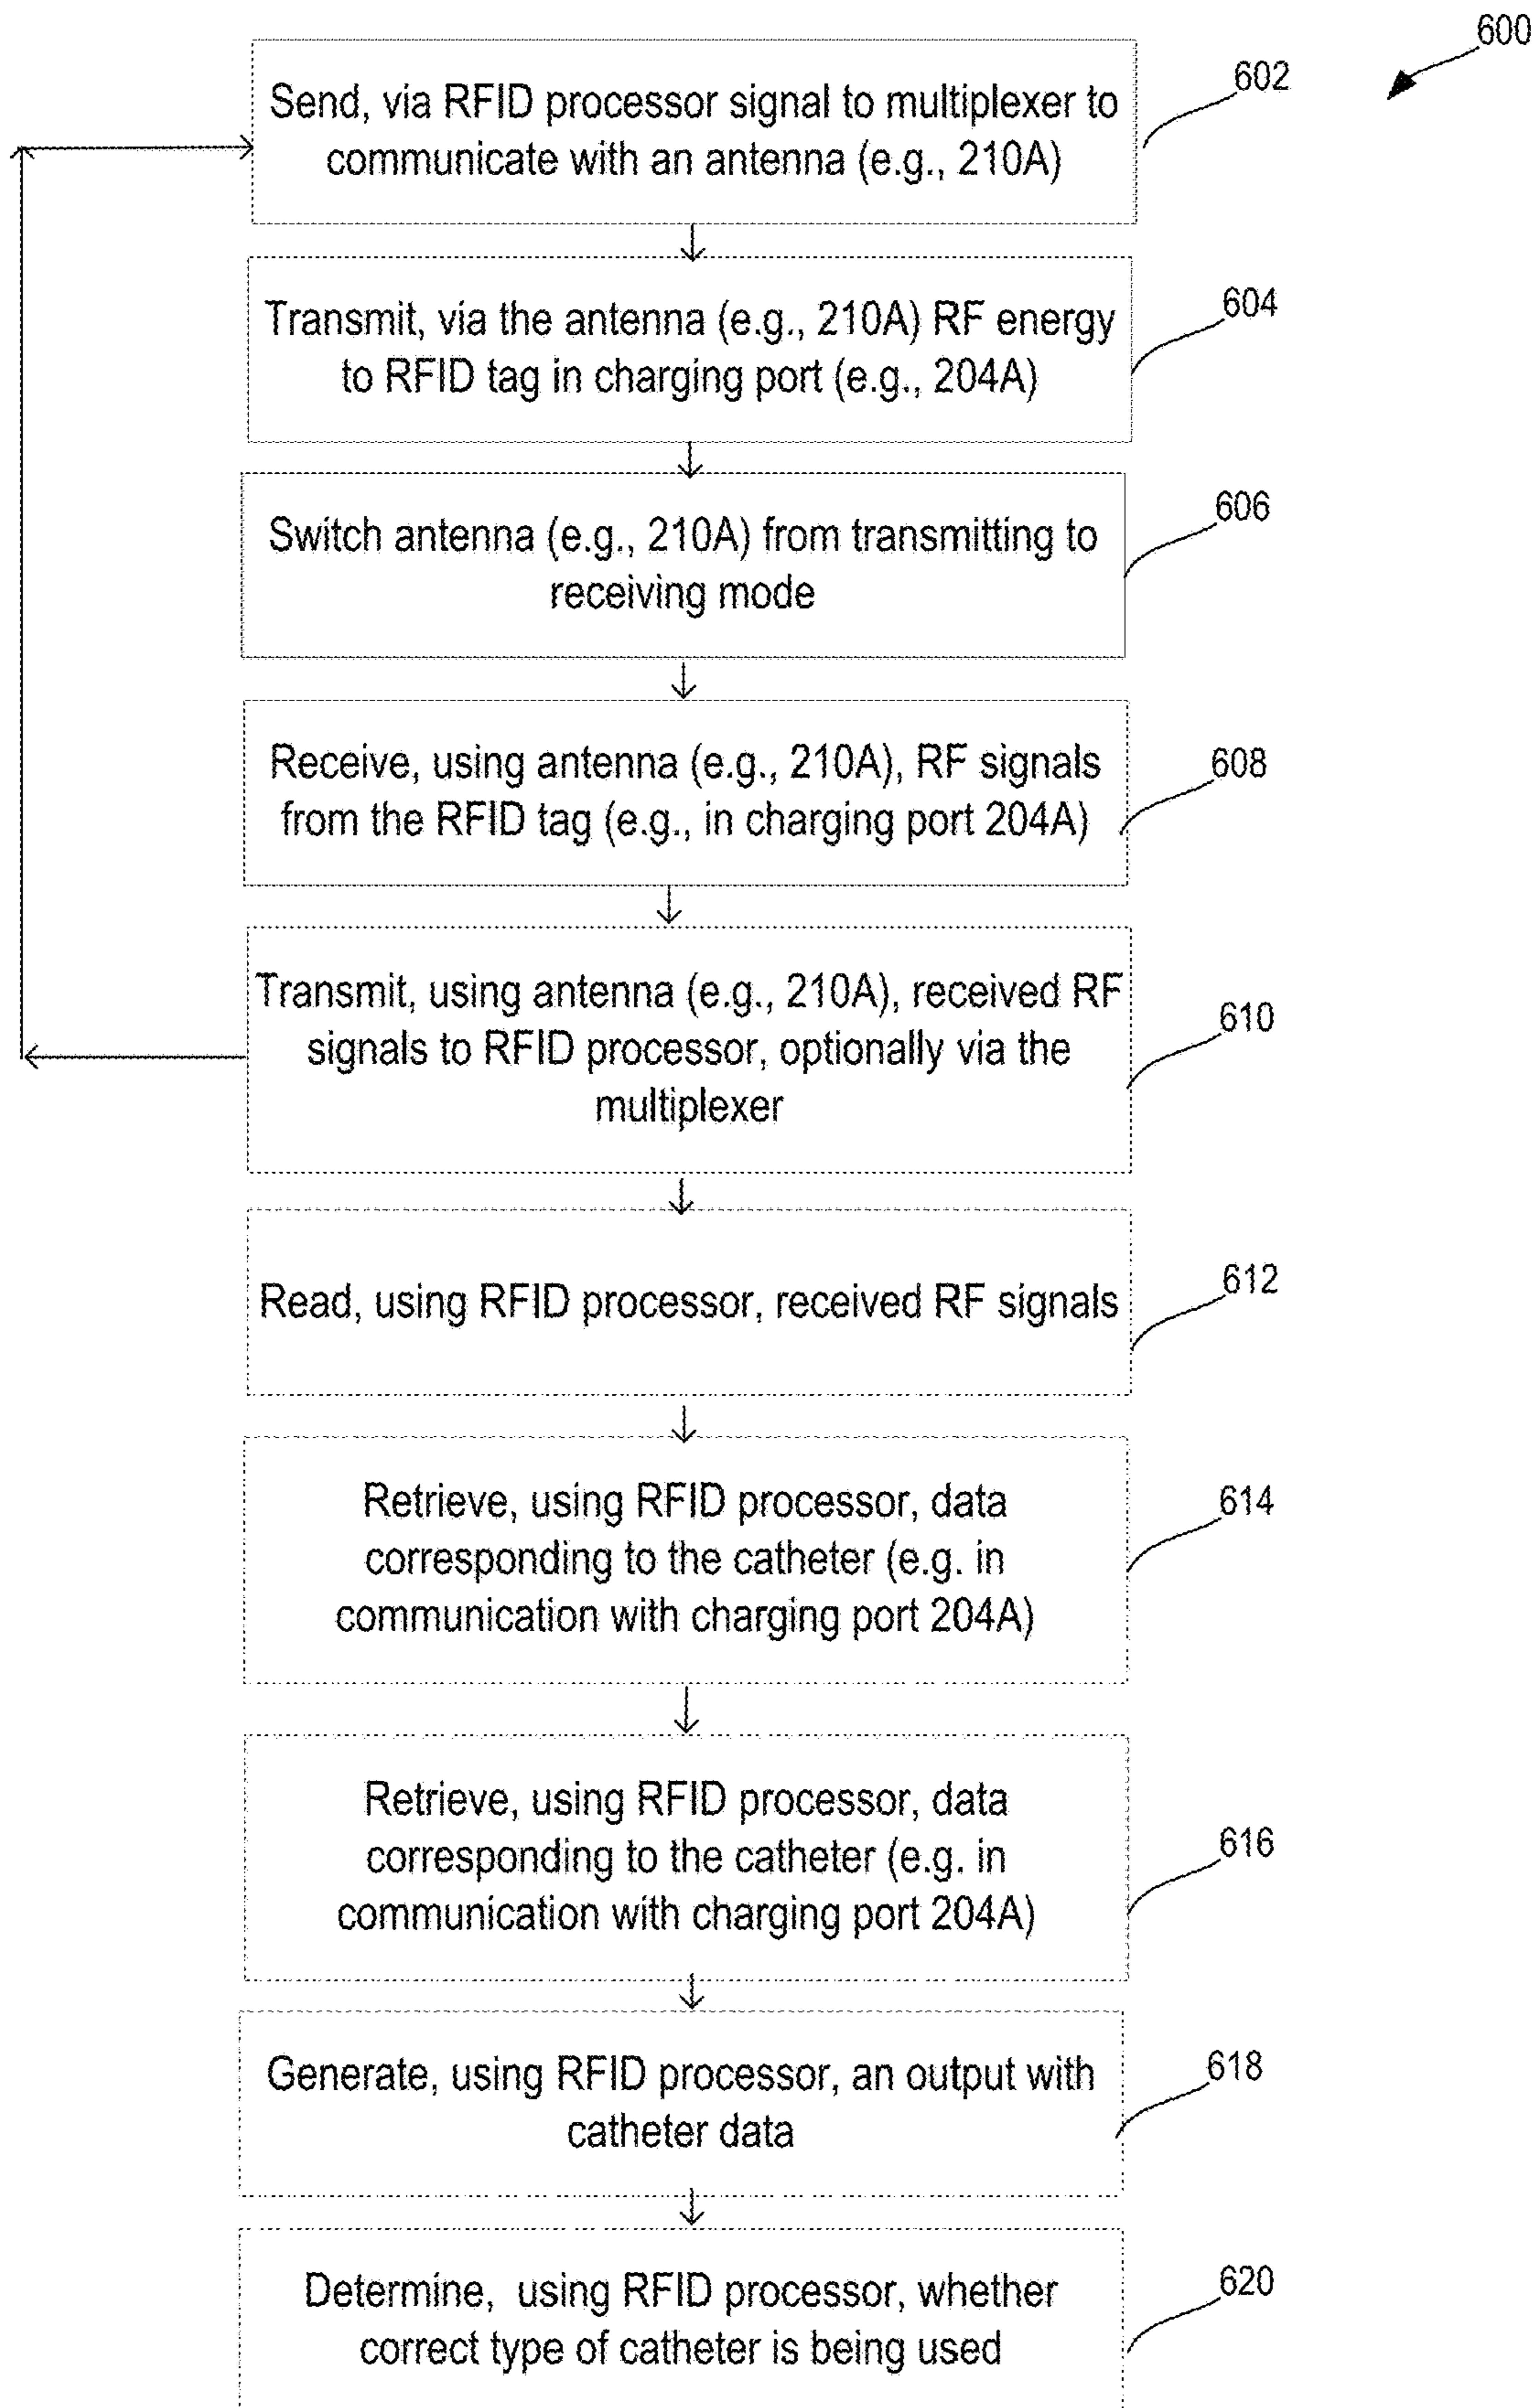 600
Send, via RFID processor signal to multiplexer to
communicate with an antenna (e.g., 210A)
602
Transmit, via the antenna (e.g., 210A) RF energy
to RFID tag in charging port (e.g., 204A)
604
Switch antenna (e.g., 210A) from transmitting to
receiving mode
606
Receive, using antenna (e.g., 210A), RF signals
from the RFID tag (e.g., in charging port 204A)
608
Transmit, using antenna (e.g., 210A), received RF
signals to RFID processor, optionally via the
multiplexer
610
Read, using RFID processor, received RF signals
612
Retrieve, using RFID processor, data
corresponding to the catheter (e.g. in
communication with charging port 204A)
614
Retrieve, using RFID processor, data
corresponding to the catheter (e.g. in
communication with charging port 204A)
616
Generate, using RFID processor, an output with
catheter data
618
Determine, using RFID processor, whether
correct type of catheter is being used
620